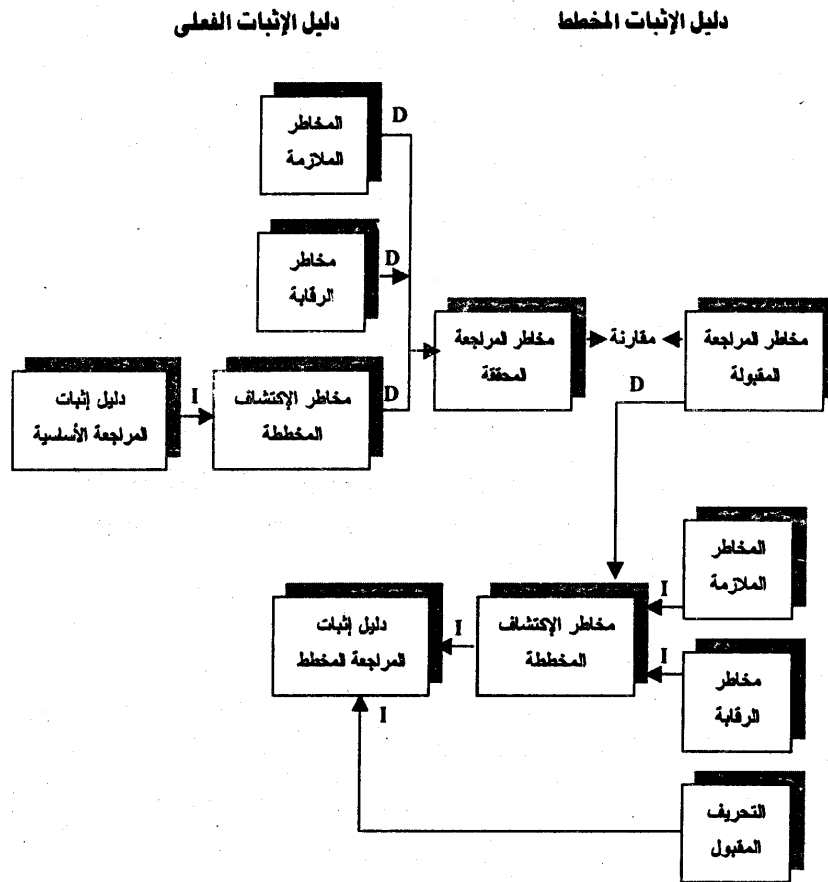 دليل الإثبات المخطط
دليل الإثبات الفعلى
المخاطر
الملازمة
D
مخاطر
الرقابة
D
مخاطر المراجعة
المقبولة
مقارنة
مخاطر المراجعة
المحققة
D
D
مخاطر الإكتشاف
المخططة
I
دليل إثبات
المراجعة الأساسية
المخاطر
الملازمة
I
مخاطر الإكتشاف
المخططة
I
دليل إثبات
المراجعة المخطط
I
مخاطر
الرقابة
I
التحريف
المقبول